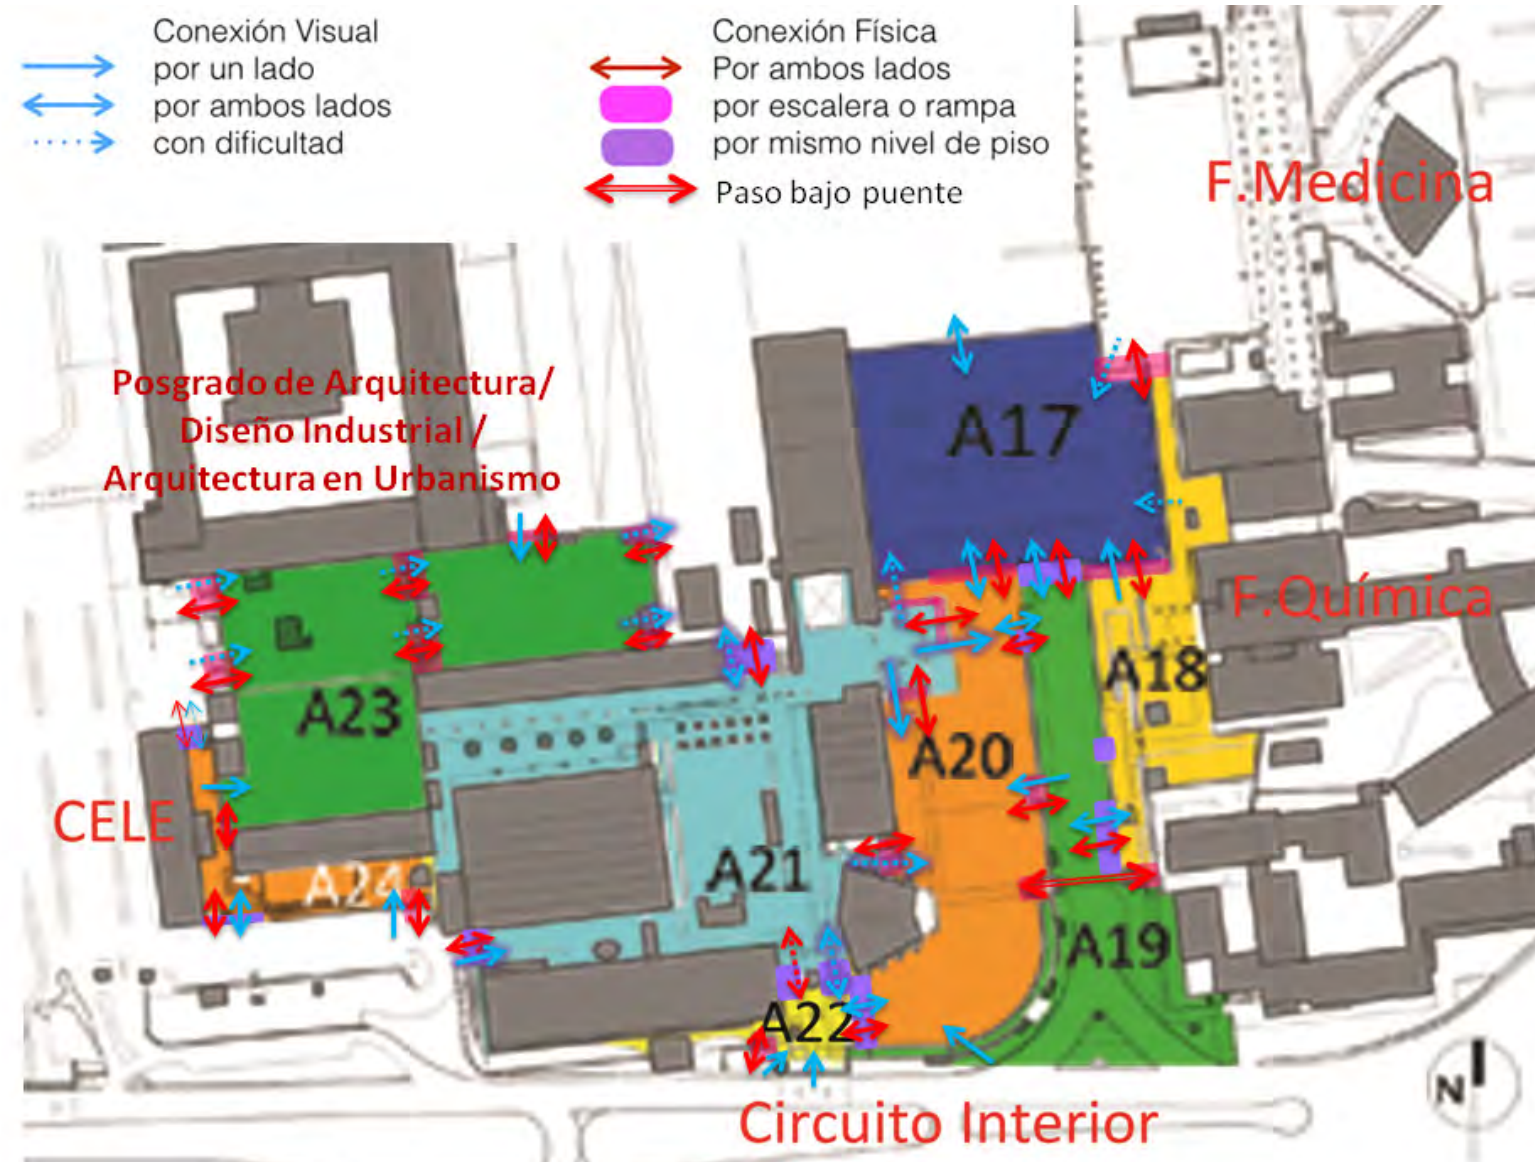 Conexión Visual
por un lado
por ambos lados
con dificultad
Conexión Física
Por ambos lados
por escalera o rampa
por mismo nivel de piso
Paso bajo puente
F.Medicina
Posgrado de Arquitectura/
Diseño Industrial /
Arquitectura en Urbanismo
A17
F.Química
A18
A23
A20
CELE
A24
A21
A19
A22
N
Circuito Interior